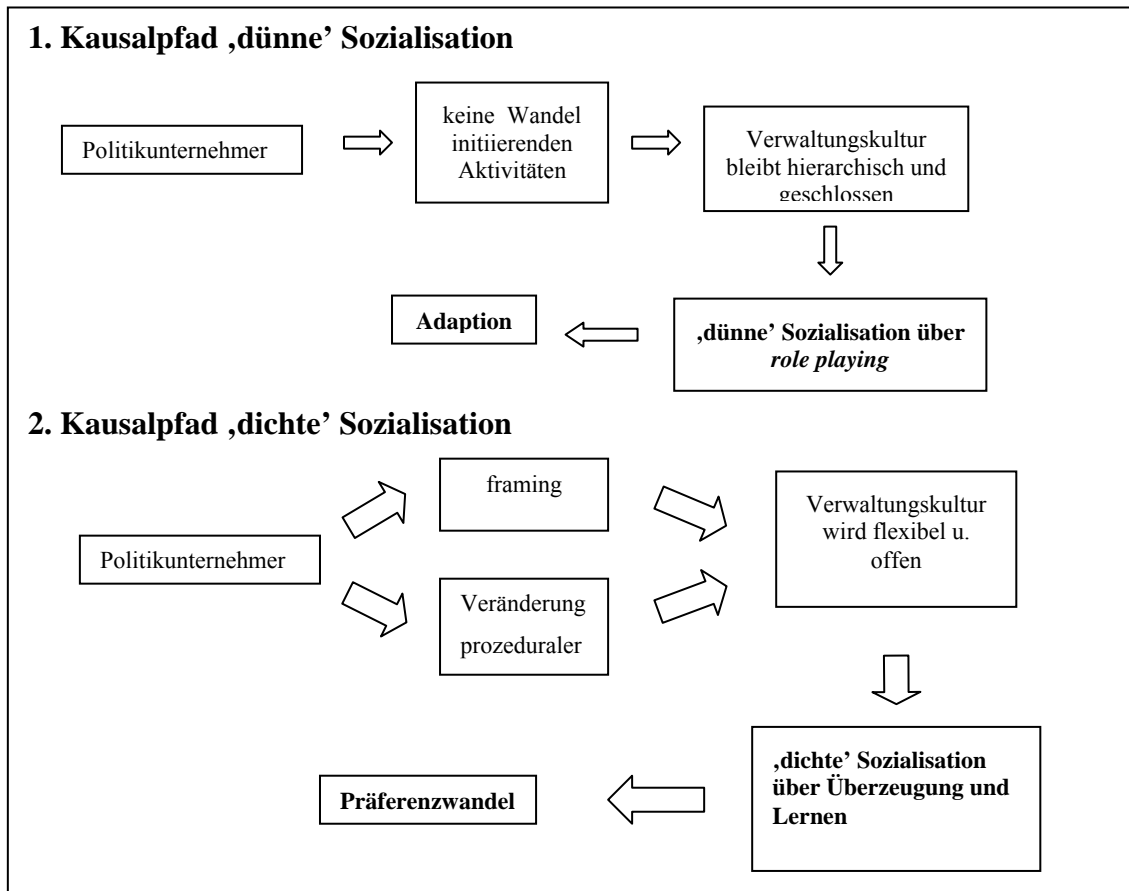 1. Kausalpfad ‚dünne’ Sozialisation
Politikunternehmer
keine Wandel
initiierenden
Aktivitäten
Verwaltungskultur
bleibt hierarchisch und
geschlossen
‚dünne’ Sozialisation über
role playing
Adaption
2. Kausalpfad ‚dichte’ Sozialisation
Politikunternehmer
framing
Veränderung
prozeduraler
Verwaltungskultur
wird flexibel u.
offen
‚dichte’ Sozialisation
über Überzeugung und
Lernen
Präferenzwandel